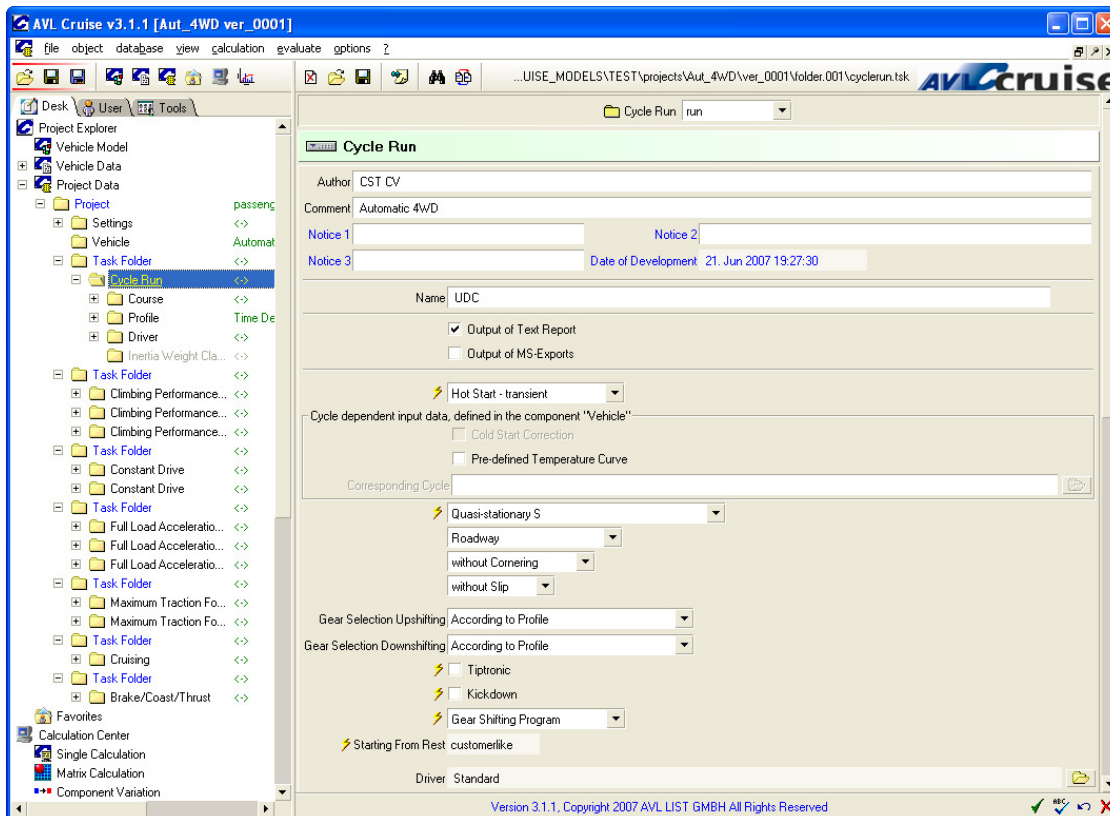 AVL Cruise v3.1.1 [Aut_4WD ver_0001]
file object database view calculation evaluate options ?
...UISE_MODELS\TEST\projects\Aut_4WD\ver_0001\folder.001\cyclerun.tsk
AVL cruise
Desk User Tools
Project Explorer
Vehicle Model
Vehicle Data
Project Data
Project passeng
Settings <->
Vehicle Automat
Task Folder <->
Cycle Run <->
Course <->
Profile Time De
Driver <->
Inertia Weight Cla... <->
Task Folder <->
Climbing Performance... <->
Climbing Performance... <->
Climbing Performance... <->
Task Folder <->
Constant Drive <->
Constant Drive <->
Task Folder <->
Full Load Acceleratio... <->
Full Load Acceleratio... <->
Full Load Acceleratio... <->
Task Folder <->
Maximum Traction Fo... <->
Maximum Traction Fo... <->
Task Folder <->
Cruising <->
Task Folder <->
Brake/Coast/Thrust <->
Favorites
Calculation Center
Single Calculation
Matrix Calculation
Component Variation
Cycle Run run
Cycle Run
Author CST CV
Comment Automatic 4WD
Notice 1 Notice 2
Notice 3 Date of Development 21. Jun 2007 19:27:30
Name UDC
Output of Text Report
Output of MS-Exports
Hot Start - transient
Cycle dependent input data, defined in the component "Vehicle"
Cold Start Correction
Pre-defined Temperature Curve
Corresponding Cycle
Quasi-stationary S
Roadway
without Cornering
without Slip
Gear Selection Upshifting According to Profile
Gear Selection Downshifting According to Profile
Tiptronic
Kickdown
Gear Shifting Program
Starting From Rest customerlike
Driver Standard
Version 3.1.1, Copyright 2007 AVL LIST GMBH All Rights Reserved
ABC